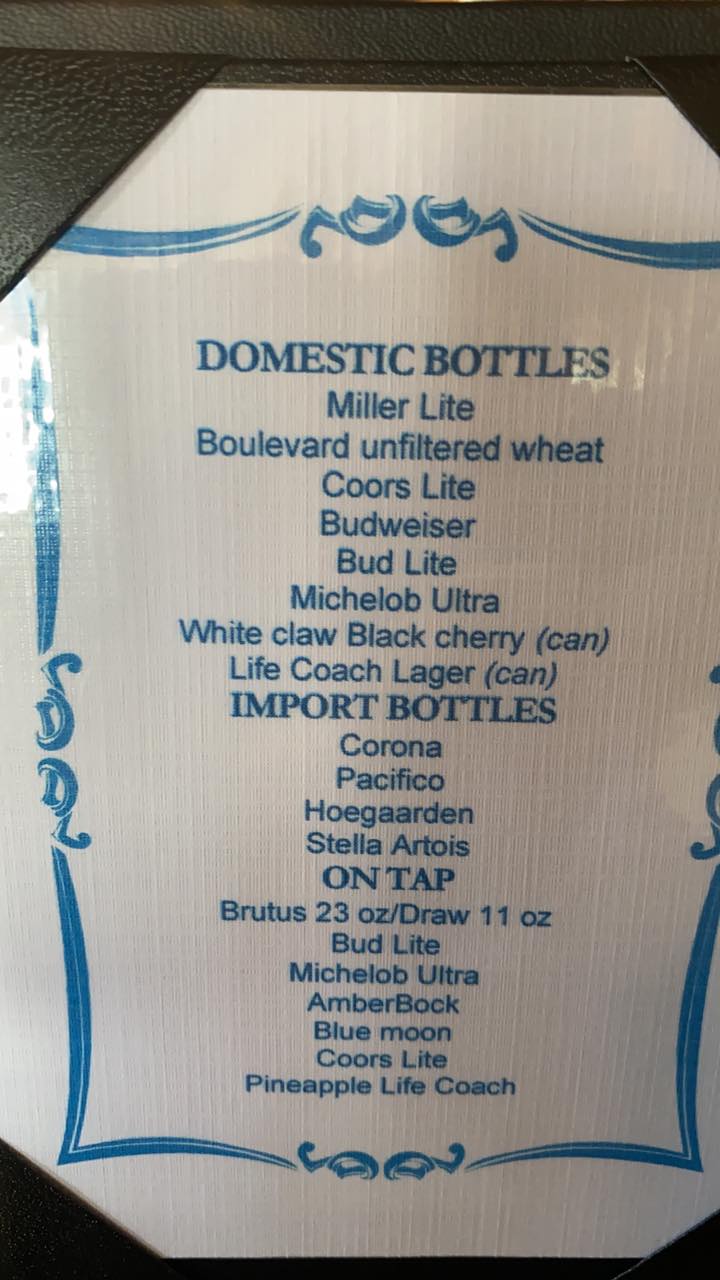 DOMESTIC BOTTLES
Miller Lite
Boulevard unfiltered wheat
Coors Lite
Budweiser
Bud Lite
Michelob Ultra
White claw Black cherry (can)
Life Coach Lager (can)
IMPORT BOTTLES
Corona
Pacifico
Hoegaarden
Stella Artois
ON TAP
Brutus 23 oz/Draw 11 oz
Bud Lite
Michelob Ultra
AmberBock
Blue moon
Coors Lite
Pineapple Life Coach